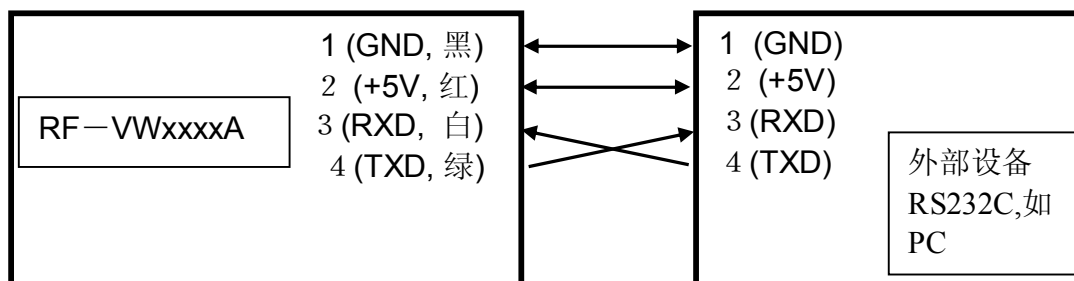 RF-VWxxxxA
1 (GND, 黑)
2 (+5V, 红)
3 (RXD, 白)
4 (TXD, 绿)
1 (GND)
2 (+5V)
3 (RXD)
4 (TXD)
外部设备
RS232C,如
PC